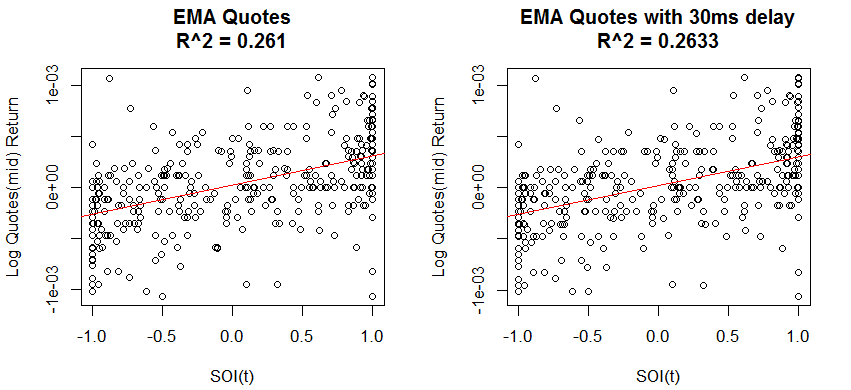 EMA Quotes
R^2 = 0.261
Log Quotes(mid) Return
1e-03
0e+00
-1e-03
-1.0 -0.5 0.0 0.5 1.0
SOI(t)
EMA Quotes with 30ms delay
R^2 = 0.2633
Log Quotes(mid) Return
1e-03
0e+00
-1e-03
-1.0 -0.5 0.0 0.5 1.0
SOI(t)